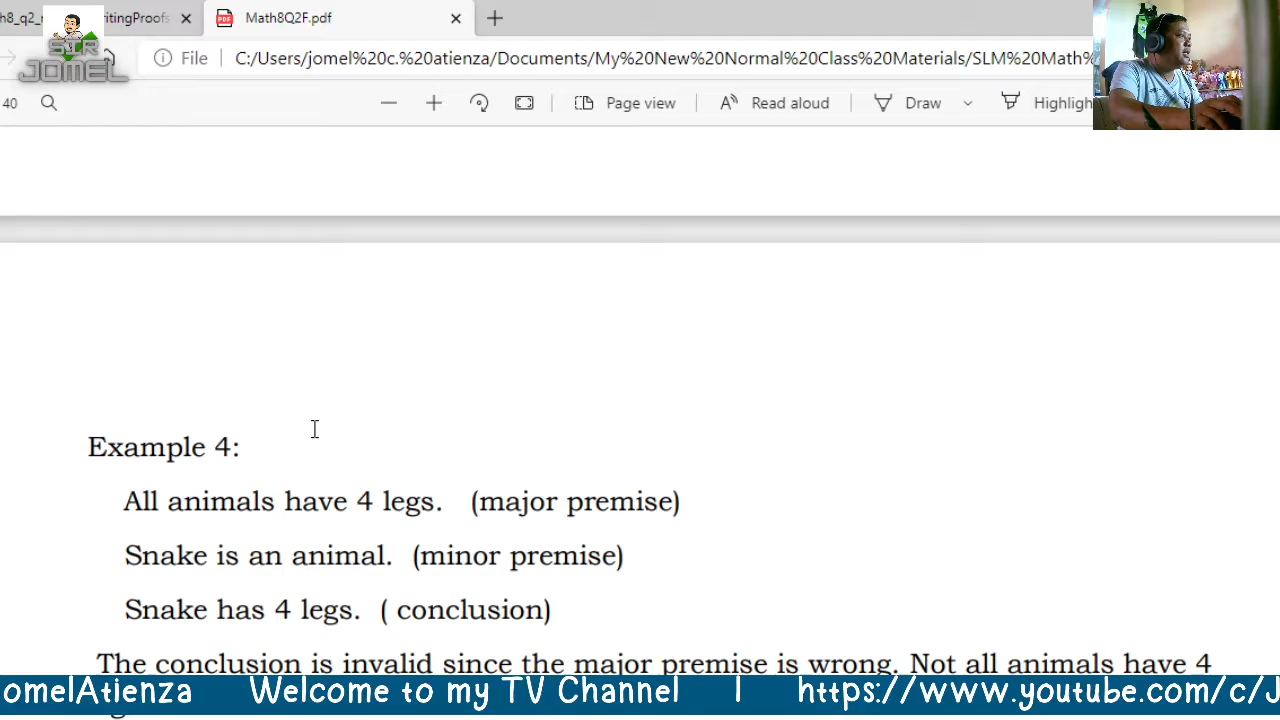 h8_q2_ ritingProofs
Math8Q2F.pdf
SIR
JOMEL
File C:/Users/jomel%20c.%20atienza/Documents/My%20New%20Normal%20Class%20Materials/SLM%20Math%
40 Page view Read aloud Draw Highligh
Example 4:
All animals have 4 legs. (major premise)
Snake is an animal. (minor premise)
Snake has 4 legs. ( conclusion)
The conclusion is invalid since the major premise is wrong. Not all animals have 4
omelAtienza Welcome to my TV Channel | https://www.youtube.com/c/J